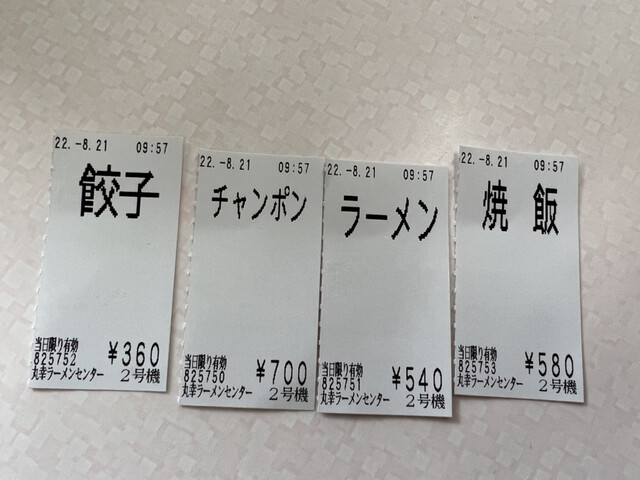 22.-8.21 09:57
餃子
¥360
当日限り有効
825752
丸幸ラーメンセンター 2号機
22.-8.21 09:57
チャンポン
¥700
当日限り有効
825750
丸幸ラーメンセンター 2号機
22.-8.21 09:57
ラーメン
¥540
当日限り有効
825751
丸幸ラーメンセンター 2号機
22.-8.21 09:57
焼 飯
¥580
当日限り有効
825753
丸幸ラーメンセンター 2号機